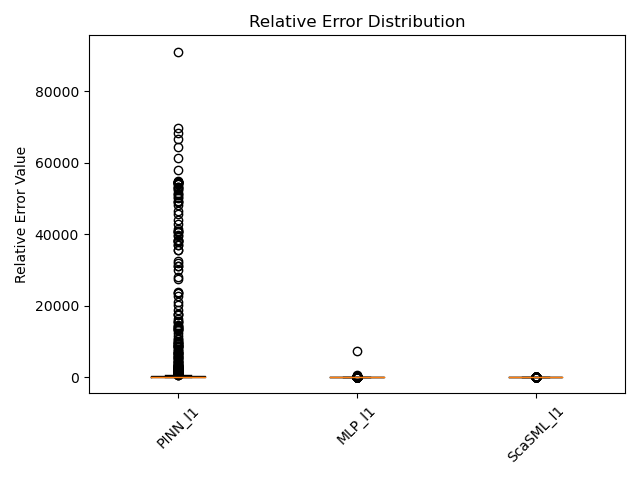 Relative Error Distribution
Relative Error Value
80000
60000
40000
20000
0
PINN_l1
MLP_l1
ScaSML_l1